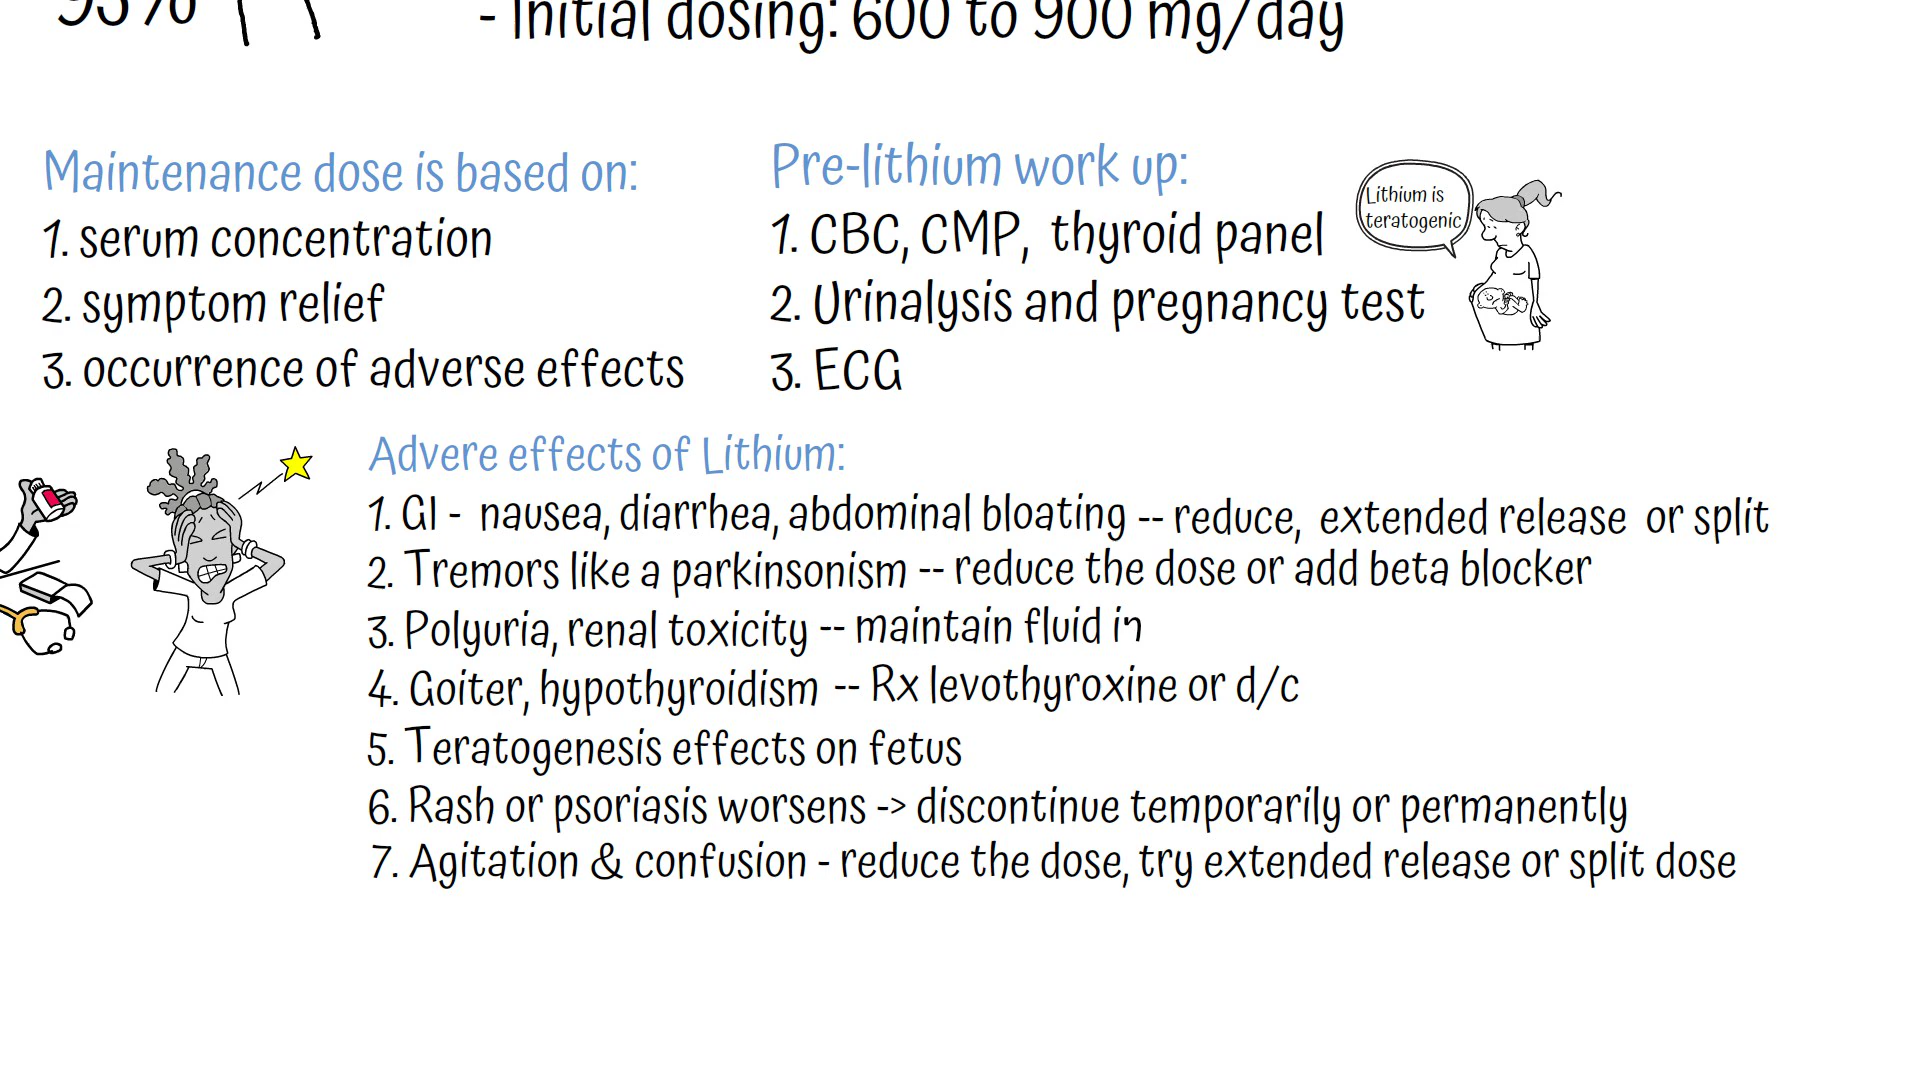 95%
- Initial dosing: 600 to 900 mg/day
Maintenance dose is based on:
1. serum concentration
2. symptom relief
3. occurrence of adverse effects
Pre-lithium work up:
1. CBC, CMP, thyroid panel
2. Urinalysis and pregnancy test
3. ECG
Lithium is
teratogenic
Advere effects of Lithium:
1. GI - nausea, diarrhea, abdominal bloating -- reduce, extended release or split
2. Tremors like a parkinsonism -- reduce the dose or add beta blocker
3. Polyuria, renal toxicity -- maintain fluid in
4. Goiter, hypothyroidism -- Rx levothyroxine or d/c
5. Teratogenesis effects on fetus
6. Rash or psoriasis worsens -> discontinue temporarily or permanently
7. Agitation & confusion - reduce the dose, try extended release or split dose